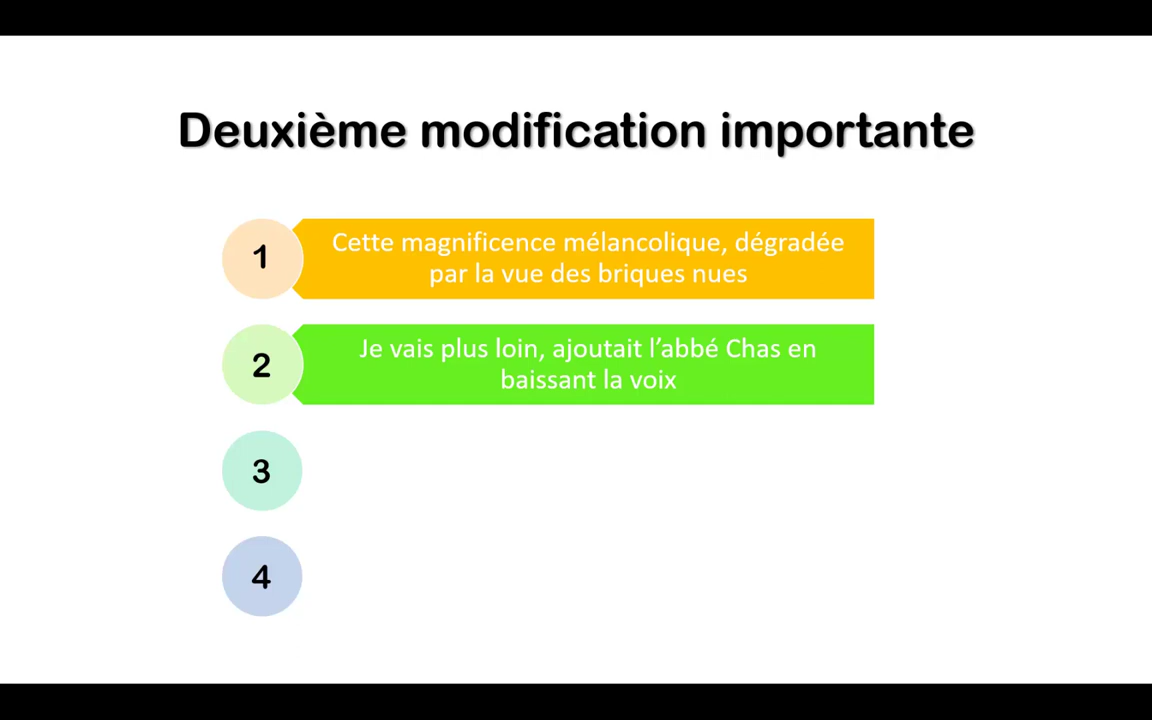 Deuxième modification importante
1
Cette magnificence mélancolique, dégradée
par la vue des briques nues
2
Je vais plus loin, ajoutait l’abbé Chas en
baissant la voix
3
4